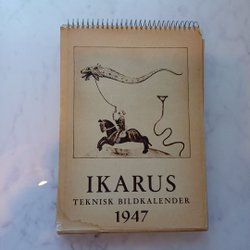 IKARUS
TEKNISK BILDKALENDER
1947